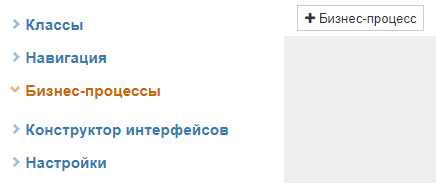 Классы
Навигация
Бизнес-процессы
Конструктор интерфейсов
Настройки
Бизнес-процесс